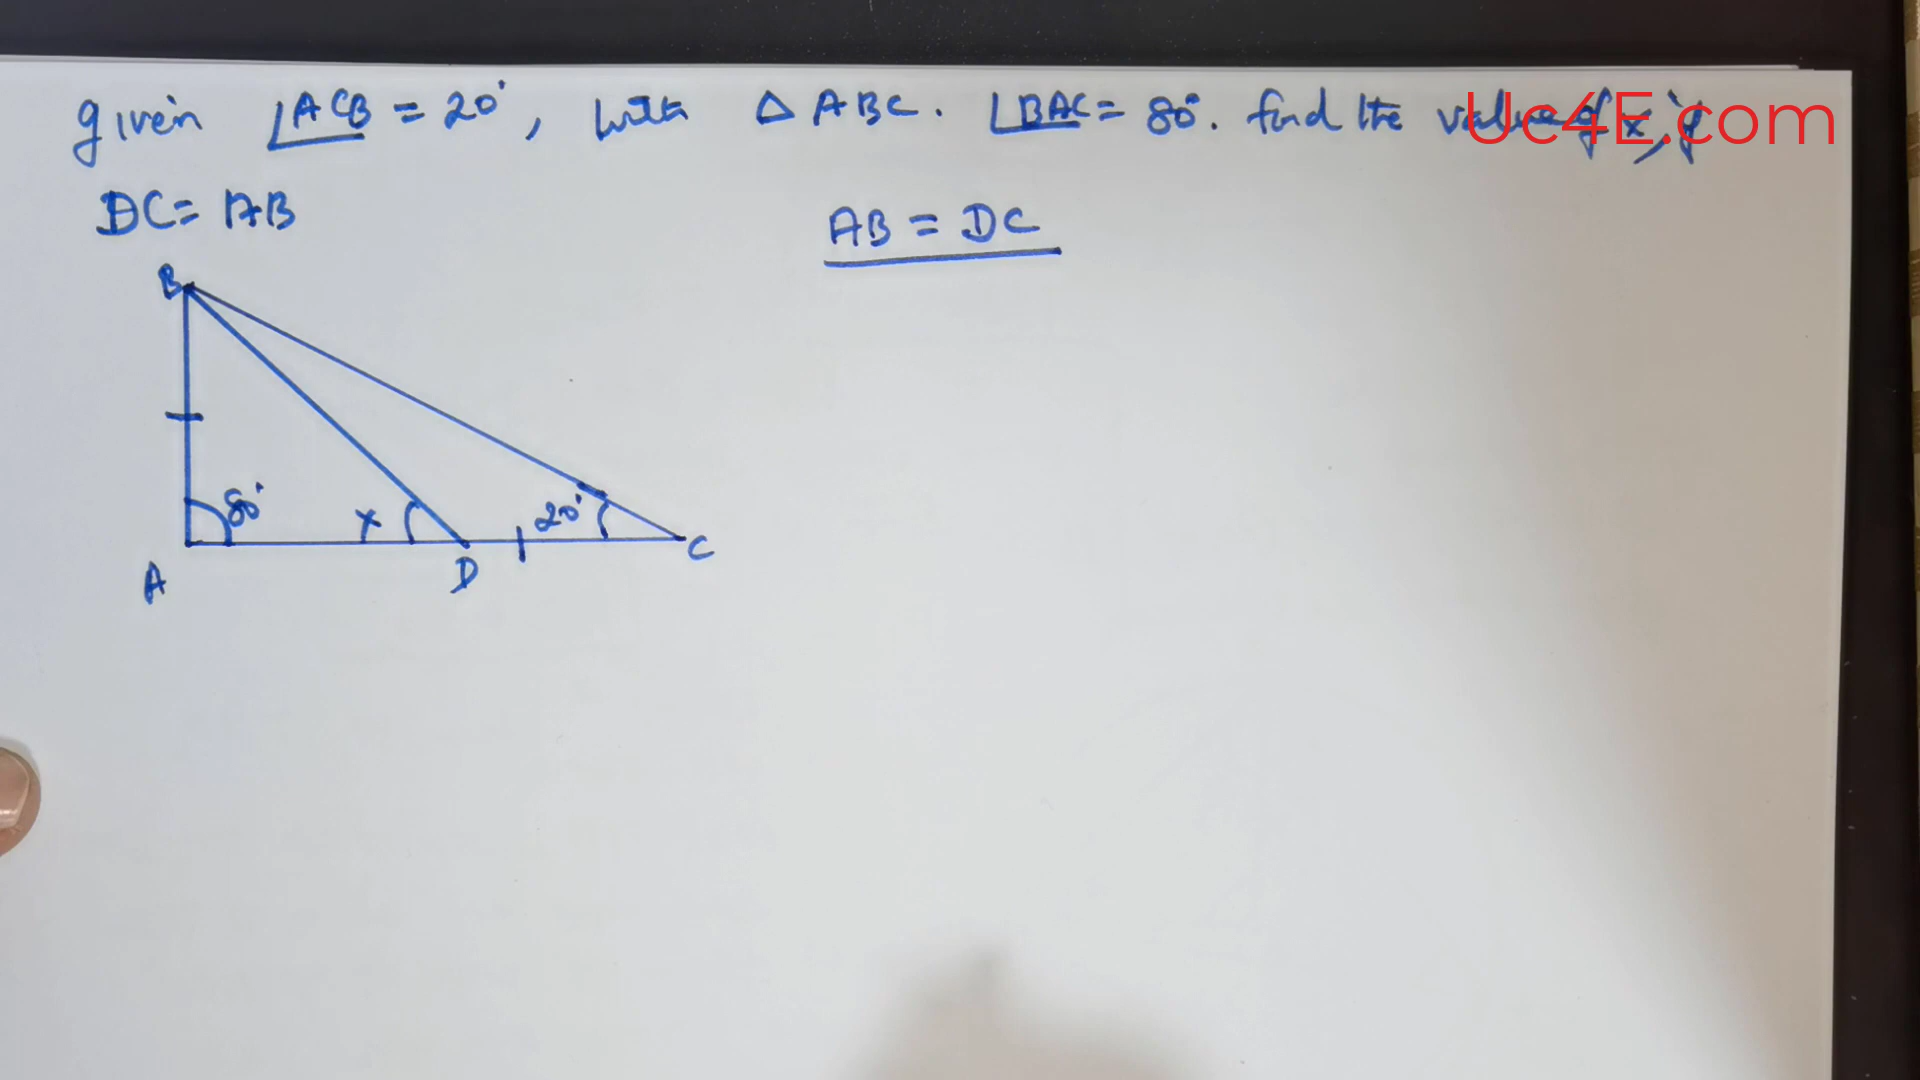 given ∠ACB = 20°, with △ ABC. ∠BAC = 80°. find the value of x, if
Uc4E.com
DC = AB
AB = DC
B
80°
x
20°
A
D
C